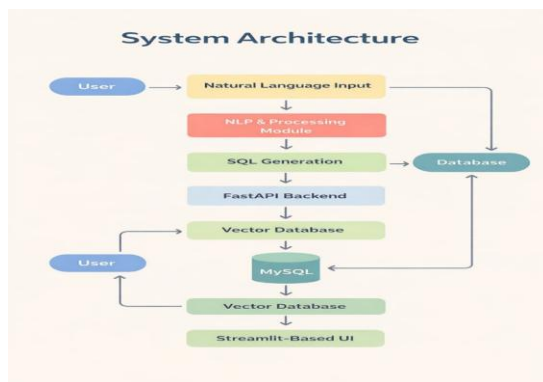 System Architecture
User
Natural Language Input
NLP & Processing
Module
SQL Generation
Database
FastAPI Backend
Vector Database
User
MySQL
Vector Database
Streamlit-Based UI